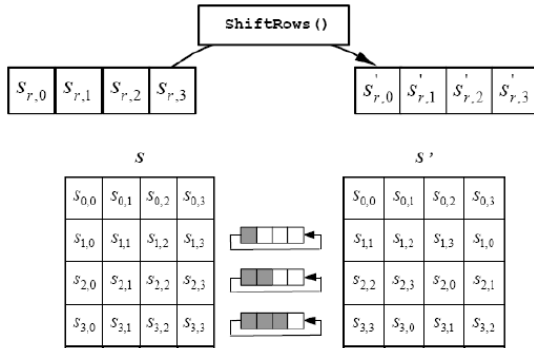 ShiftRows()
S_{r,0} S_{r,1} S_{r,2} S_{r,3}
S'_{r,0} S'_{r,1} S'_{r,2} S'_{r,3}
S
S'
S_{0,0} S_{0,1} S_{0,2} S_{0,3}
S_{1,0} S_{1,1} S_{1,2} S_{1,3}
S_{2,0} S_{2,1} S_{2,2} S_{2,3}
S_{3,0} S_{3,1} S_{3,2} S_{3,3}
S_{0,0} S_{0,1} S_{0,2} S_{0,3}
S_{1,1} S_{1,2} S_{1,3} S_{1,0}
S_{2,2} S_{2,3} S_{2,0} S_{2,1}
S_{3,3} S_{3,0} S_{3,1} S_{3,2}